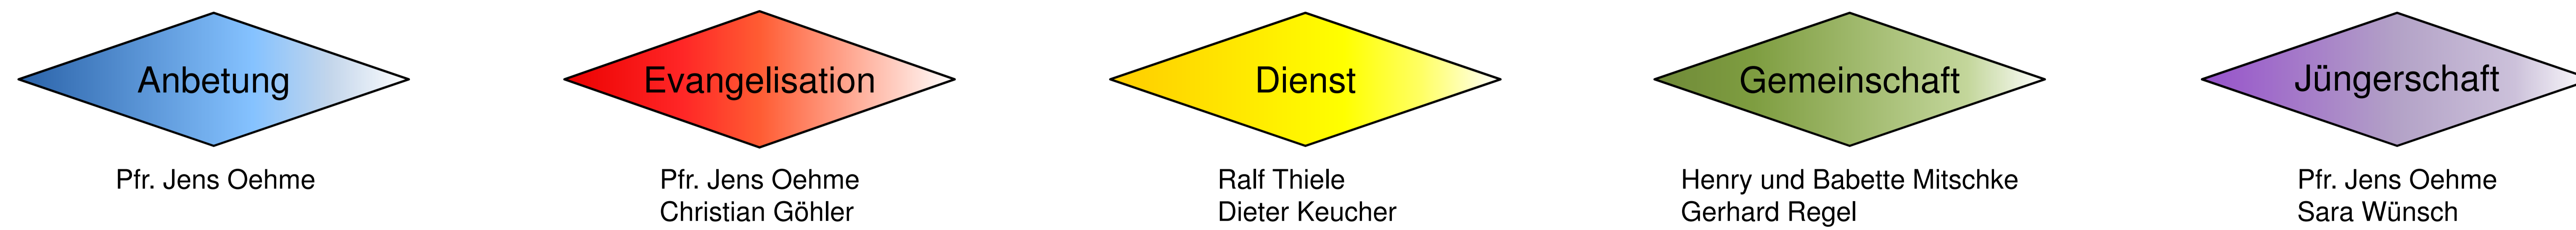 Anbetung
Pfr. Jens Oehme
Evangelisation
Pfr. Jens Oehme
Christian Göhler
Dienst
Ralf Thiele
Dieter Keucher
Gemeinschaft
Henry und Babette Mitschke
Gerhard Regel
Jüngerschaft
Pfr. Jens Oehme
Sara Wünsch